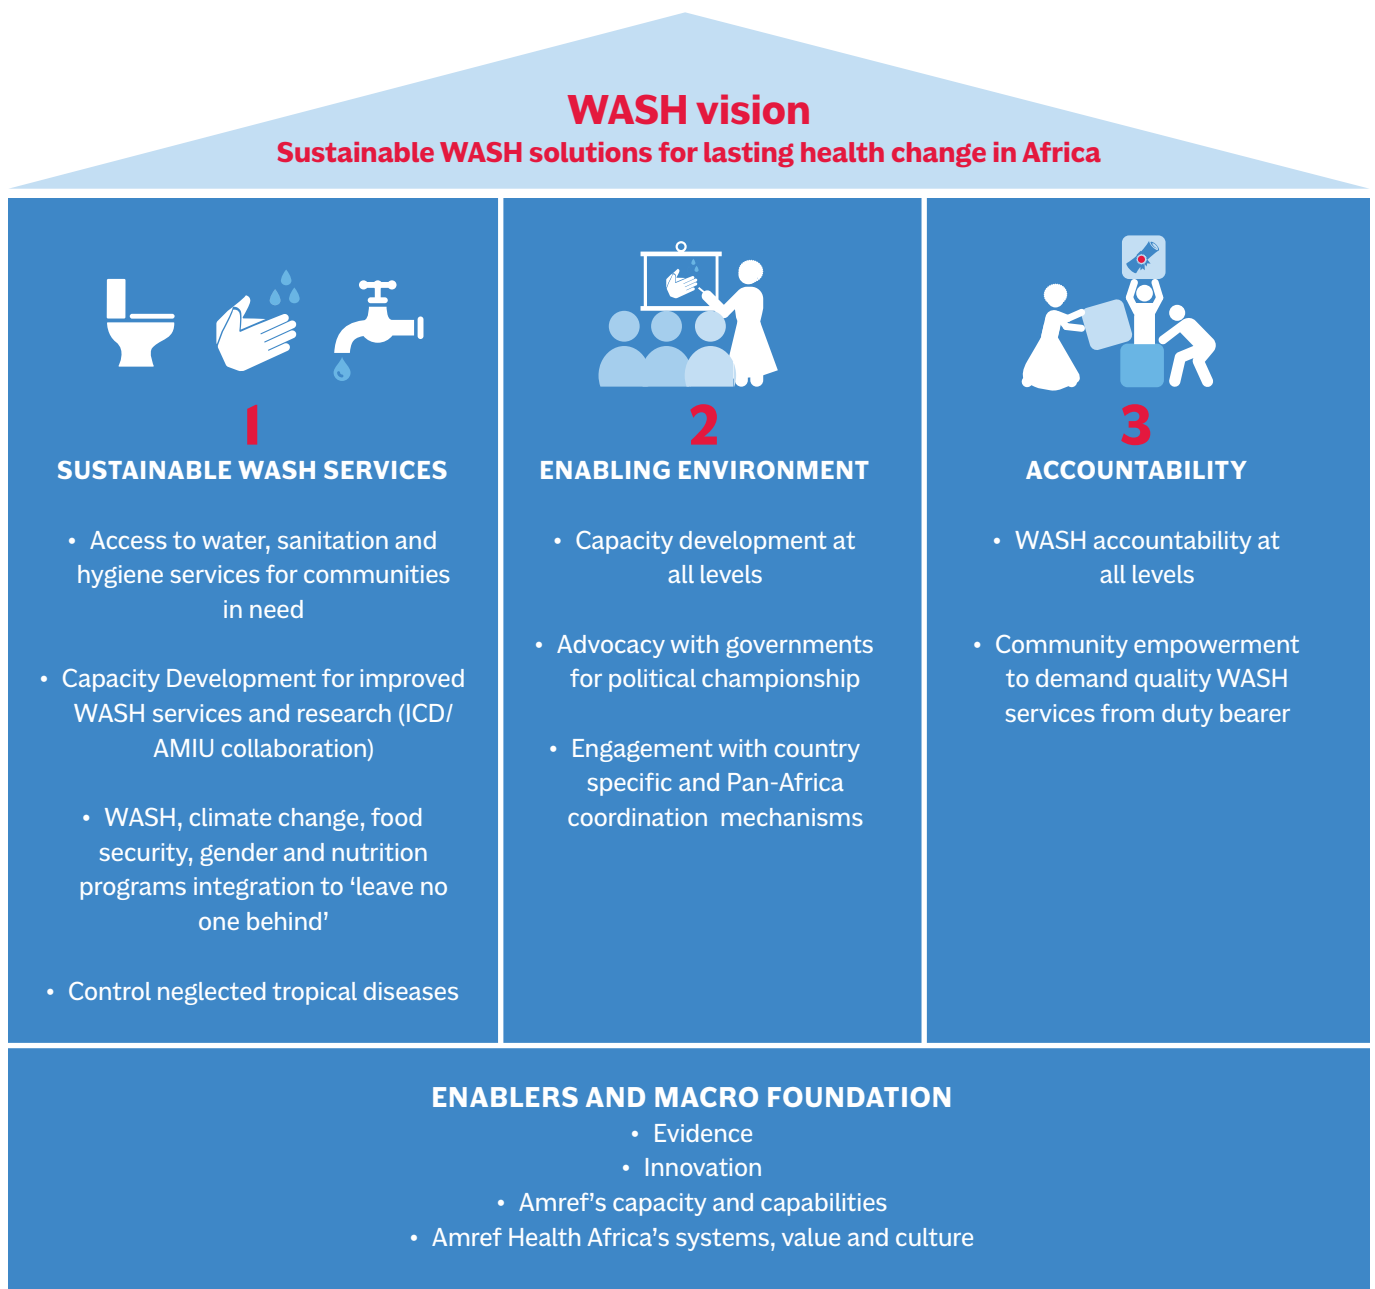 WASH vision
Sustainable WASH solutions for lasting health change in Africa
1
SUSTAINABLE WASH SERVICES
• Access to water, sanitation and
hygiene services for communities
in need
• Capacity Development for improved
WASH services and research (ICD/
AMIU collaboration)
• WASH, climate change, food
security, gender and nutrition
programs integration to ‘leave no
one behind’
• Control neglected tropical diseases
2
ENABLING ENVIRONMENT
• Capacity development at
all levels
• Advocacy with governments
for political championship
• Engagement with country
specific and Pan-Africa
coordination mechanisms
3
ACCOUNTABILITY
• WASH accountability at
all levels
• Community empowerment
to demand quality WASH
services from duty bearer
ENABLERS AND MACRO FOUNDATION
• Evidence
• Innovation
• Amref’s capacity and capabilities
• Amref Health Africa’s systems, value and culture